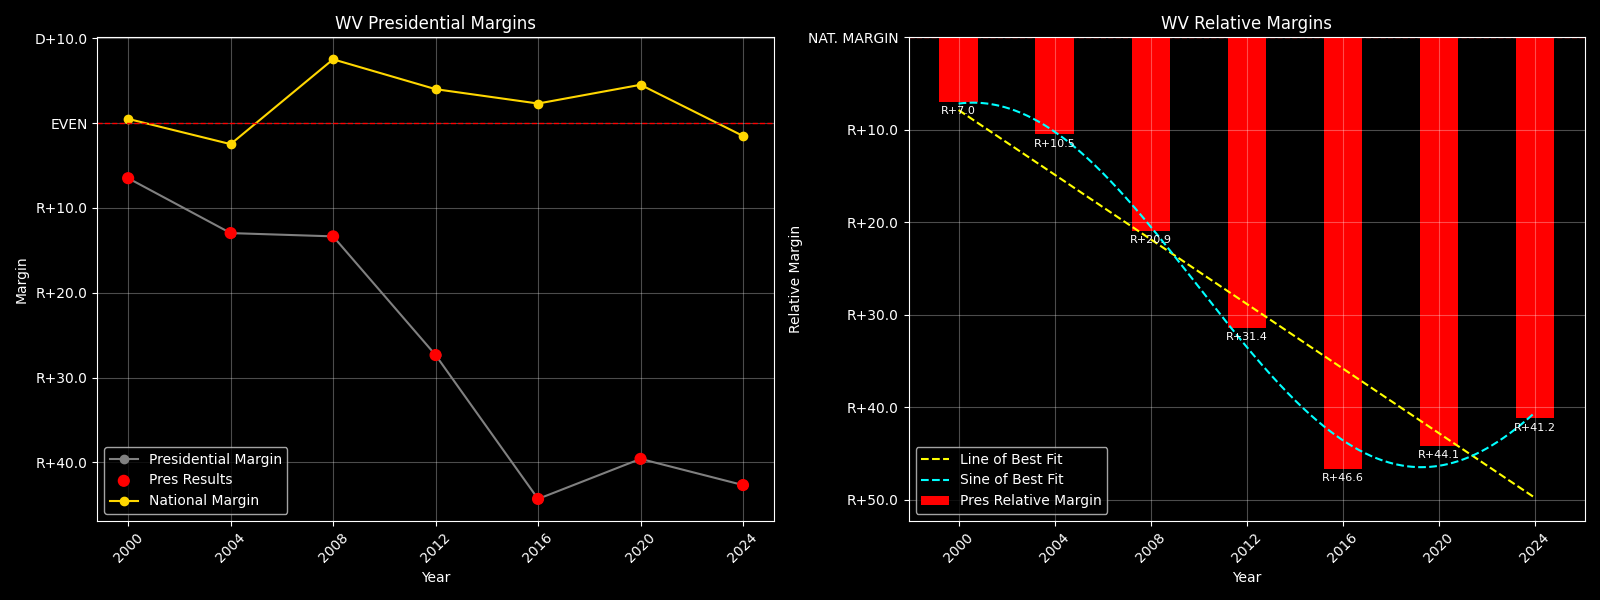 WV Presidential Margins
D+10.0
EVEN
R+10.0
R+20.0
R+30.0
R+40.0
Margin
Presidential Margin
Pres Results
National Margin
2000
2004
2008
2012
2016
2020
2024
Year
WV Relative Margins
NAT. MARGIN
R+10.0
R+20.0
R+30.0
R+40.0
R+50.0
Relative Margin
R+7.0
R+10.5
R+20.9
R+31.4
R+46.6
R+44.1
R+41.2
Line of Best Fit
Sine of Best Fit
Pres Relative Margin
2000
2004
2008
2012
2016
2020
2024
Year